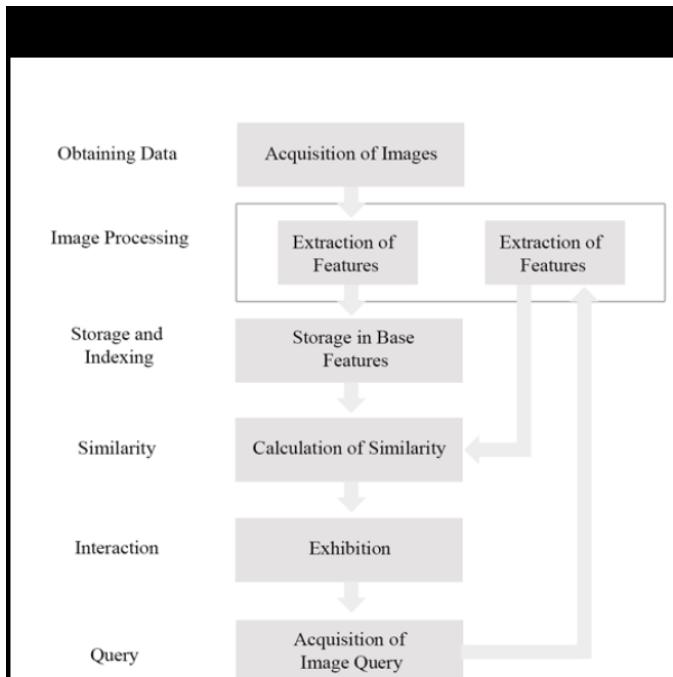 Obtaining Data
Acquisition of Images
Image Processing
Extraction of
Features
Extraction of
Features
Storage and
Indexing
Storage in Base
Features
Similarity
Calculation of Similarity
Interaction
Exhibition
Query
Acquisition of
Image Query